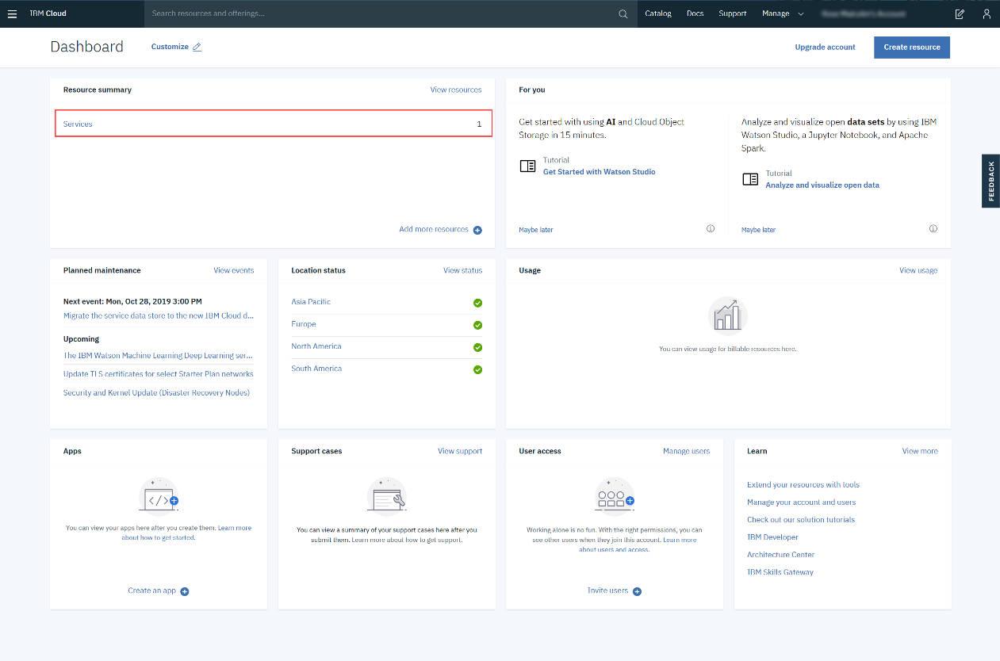 IBM Cloud
Search resources and offerings...
Catalog
Docs
Support
Manage
Dashboard
Customize
Upgrade account
Create resource
Resource summary
View resources
Services
1
Add more resources
For you
Get started with using AI and Cloud Object
Storage in 15 minutes.
Tutorial
Get Started with Watson Studio
Maybe later
Analyze and visualize open data sets by using IBM
Watson Studio, a Jupyter Notebook, and Apache
Spark.
Tutorial
Analyze and visualize open data
Maybe later
FEEDBACK
Planned maintenance
View events
Next event: Mon, Oct 28, 2019 3:00 PM
Migrate the service data store to the new IBM Cloud d...
Upcoming
The IBM Watson Machine Learning Deep Learning ser...
Update TLS certificates for select Starter Plan networks
Security and Kernel Update (Disaster Recovery Nodes)
Location status
View status
Asia Pacific
Europe
North America
South America
Usage
View usage
You can view usage for billable resources here.
Apps
You can view your apps here after you create them. Learn more
about how to get started.
Create an app
Support cases
View support
You can view a summary of your support cases here after you
submit them. Learn more about how to get support.
User access
Manage users
Working alone is no fun. With the right permissions, you can
see other users when they join this account. Learn more
about users and access.
Invite users
Learn
View more
Extend your resources with tools
Manage your account and users
Check out our solution tutorials
IBM Developer
Architecture Center
IBM Skills Gateway